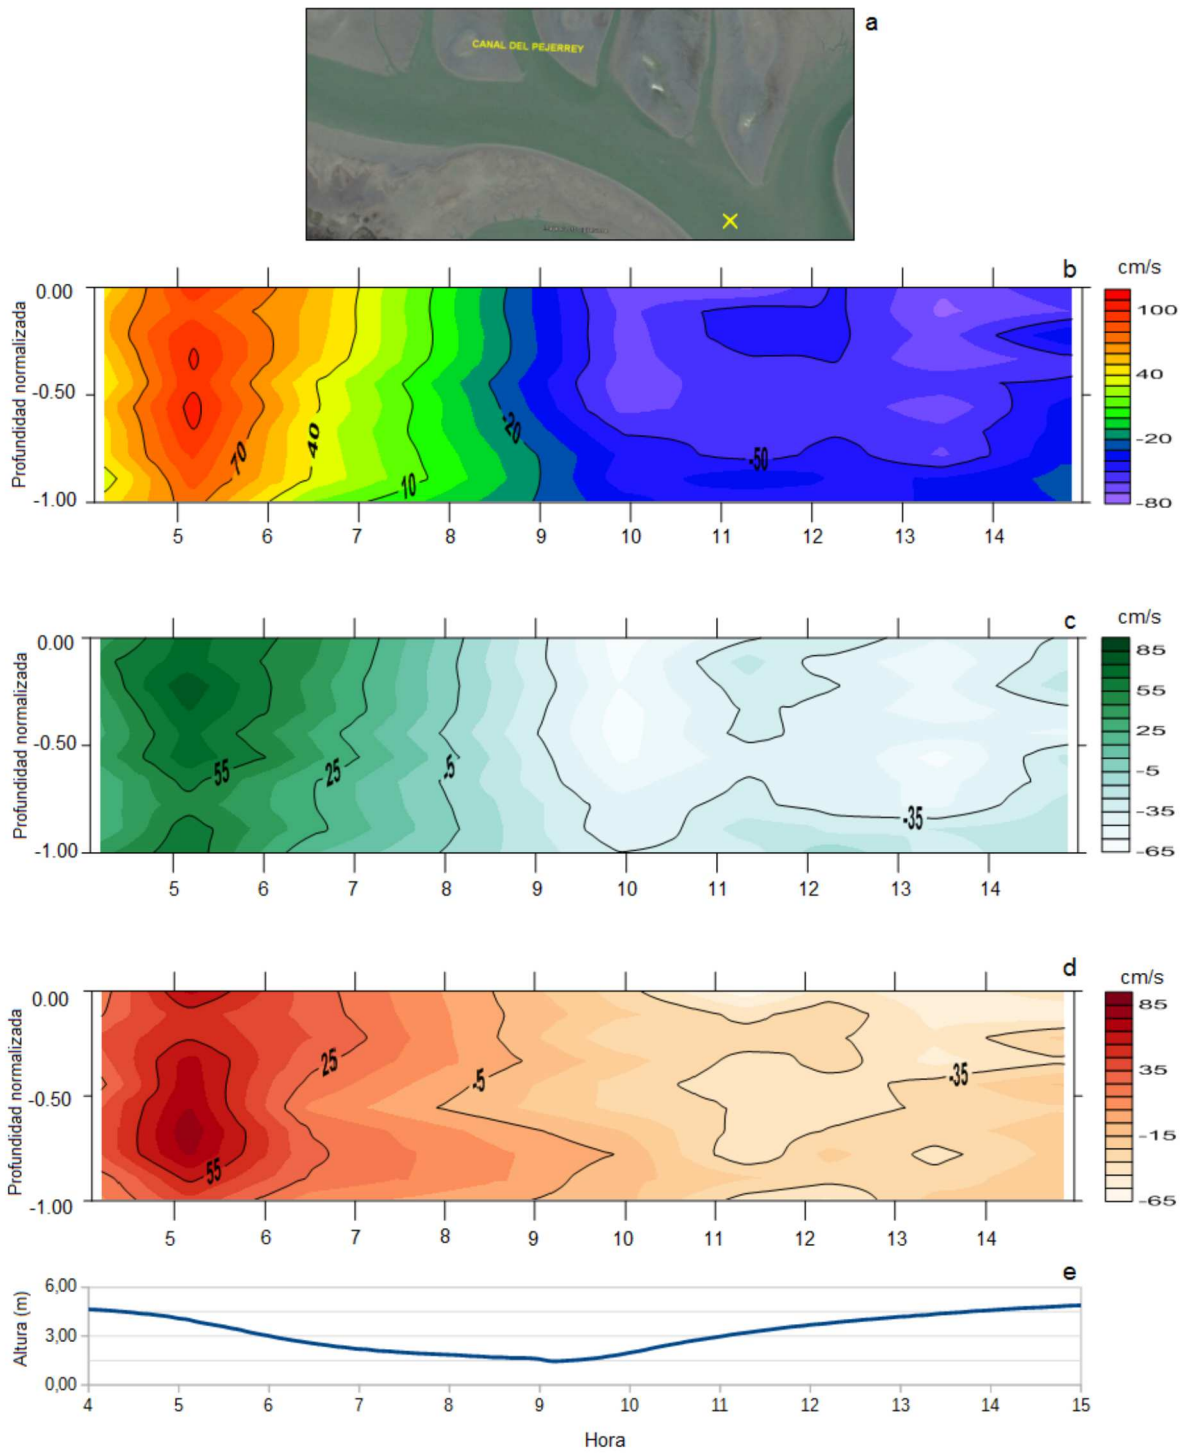 a
CANAL DEL PEJERREY
b
cm/s
Profundidad normalizada
0.00
-0.50
-1.00
70
40
10
-20
-50
100
40
-20
-80
5 6 7 8 9 10 11 12 13 14
c
cm/s
Profundidad normalizada
0.00
-0.50
-1.00
55
25
-5
-35
85
55
25
-5
-35
-65
5 6 7 8 9 10 11 12 13 14
d
cm/s
Profundidad normalizada
0.00
-0.50
-1.00
55
25
-5
-35
-35
85
35
-15
-65
5 6 7 8 9 10 11 12 13 14
e
Altura (m)
6,00
3,00
0,00
4 5 6 7 8 9 10 11 12 13 14 15
Hora